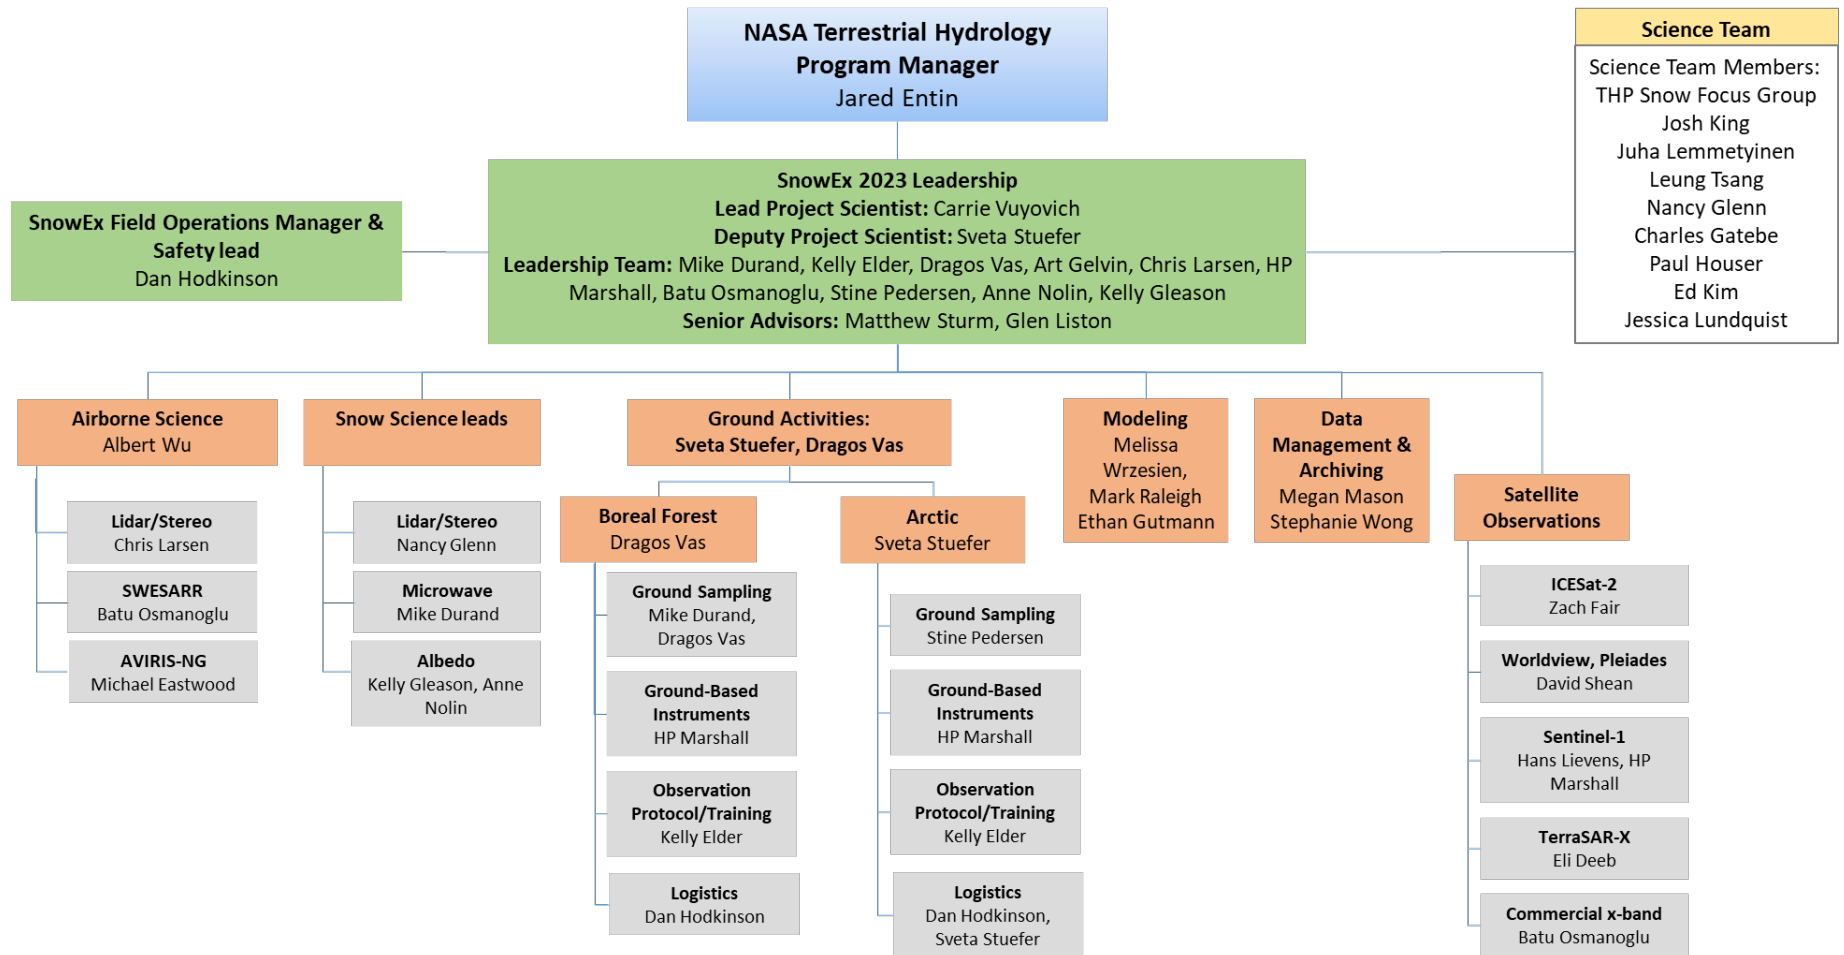 NASA Terrestrial Hydrology
Program Manager
Jared Entin
Science Team
Science Team Members:
THP Snow Focus Group
Josh King
Juha Lemmetyinen
Leung Tsang
Nancy Glenn
Charles Gatebe
Paul Houser
Ed Kim
Jessica Lundquist
SnowEx Field Operations Manager &
Safety lead
Dan Hodkinson
SnowEx 2023 Leadership
Lead Project Scientist: Carrie Vuyovich
Deputy Project Scientist: Sveta Stuefer
Leadership Team: Mike Durand, Kelly Elder, Dragos Vas, Art Gelvin, Chris Larsen, HP
Marshall, Batu Osmanoglu, Stine Pedersen, Anne Nolin, Kelly Gleason
Senior Advisors: Matthew Sturm, Glen Liston
Airborne Science
Albert Wu
Lidar/Stereo
Chris Larsen
SWESARR
Batu Osmanoglu
AVIRIS-NG
Michael Eastwood
Snow Science leads
Lidar/Stereo
Nancy Glenn
Microwave
Mike Durand
Albedo
Kelly Gleason, Anne
Nolin
Ground Activities:
Sveta Stuefer, Dragos Vas
Boreal Forest
Dragos Vas
Ground Sampling
Mike Durand,
Dragos Vas
Ground-Based
Instruments
HP Marshall
Observation
Protocol/Training
Kelly Elder
Logistics
Dan Hodkinson
Arctic
Sveta Stuefer
Ground Sampling
Stine Pedersen
Ground-Based
Instruments
HP Marshall
Observation
Protocol/Training
Kelly Elder
Logistics
Dan Hodkinson,
Sveta Stuefer
Modeling
Melissa
Wrzesien,
Mark Raleigh
Ethan Gutmann
Data
Management &
Archiving
Megan Mason
Stephanie Wong
Satellite
Observations
ICESat-2
Zach Fair
Worldview, Pleiades
David Shean
Sentinel-1
Hans Lievens, HP
Marshall
TerraSAR-X
Eli Deeb
Commercial x-band
Batu Osmanoglu